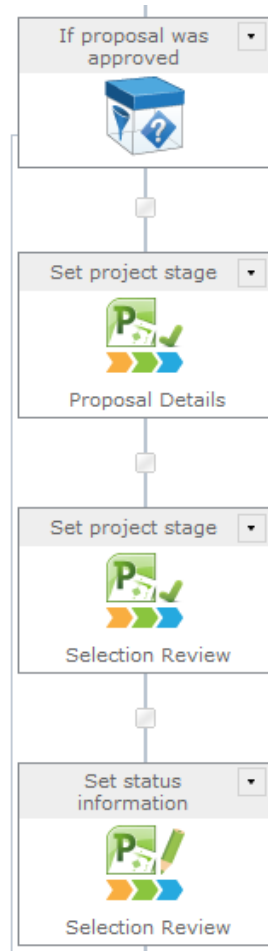 If proposal was
approved
Set project stage
Proposal Details
Set project stage
Selection Review
Set status
information
Selection Review